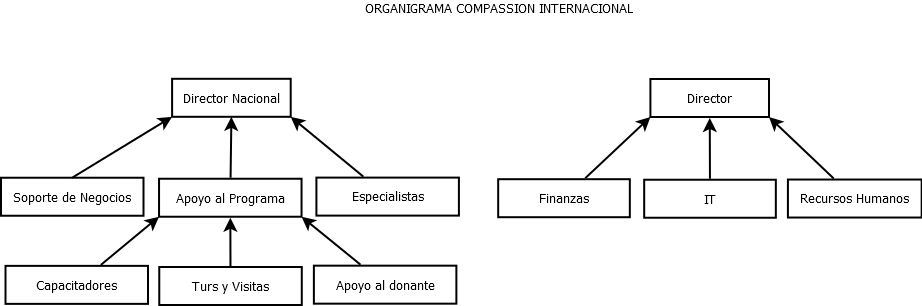 ORGANIGRAMA COMPASSION INTERNACIONAL
Director Nacional
Director
Soporte de Negocios
Apoyo al Programa
Especialistas
Finanzas
IT
Recursos Humanos
Capacitadores
Turs y Visitas
Apoyo al donante